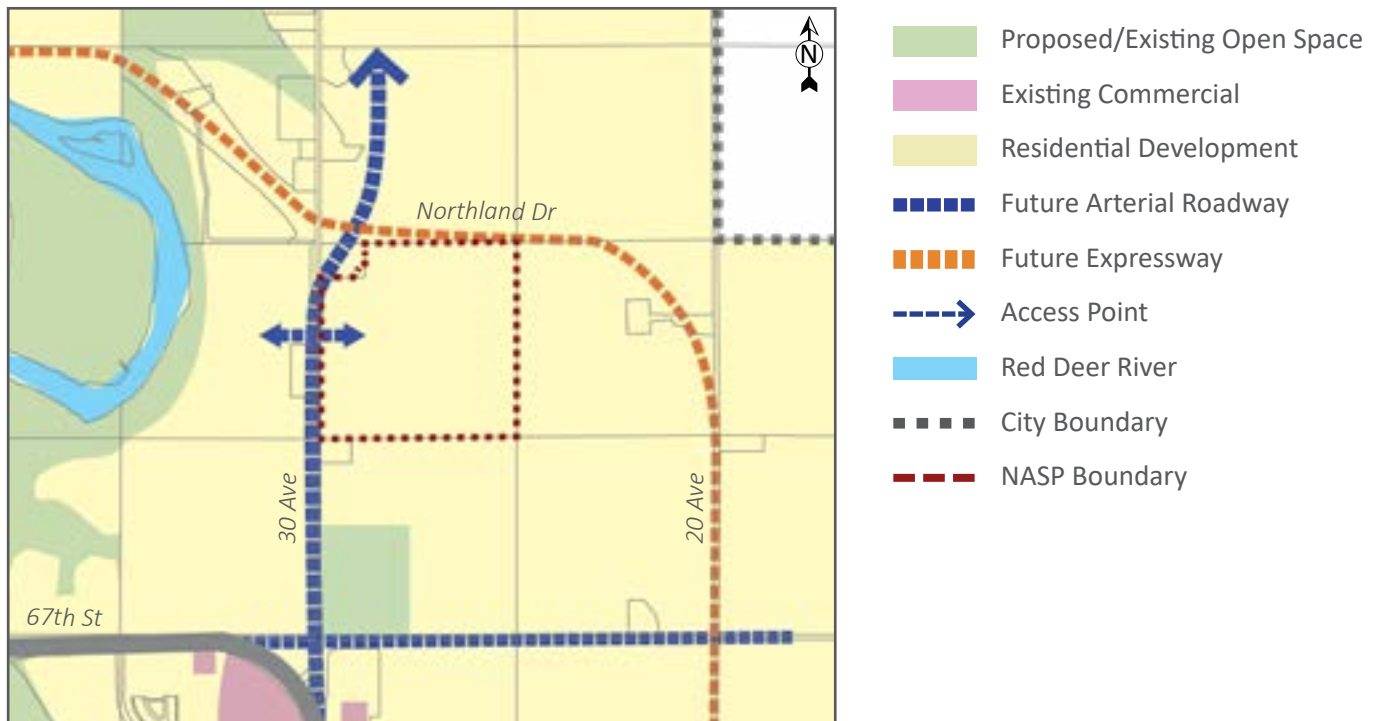 N
Northland Dr
30 Ave
20 Ave
67th St
Proposed/Existing Open Space
Existing Commercial
Residential Development
Future Arterial Roadway
Future Expressway
Access Point
Red Deer River
City Boundary
NASP Boundary